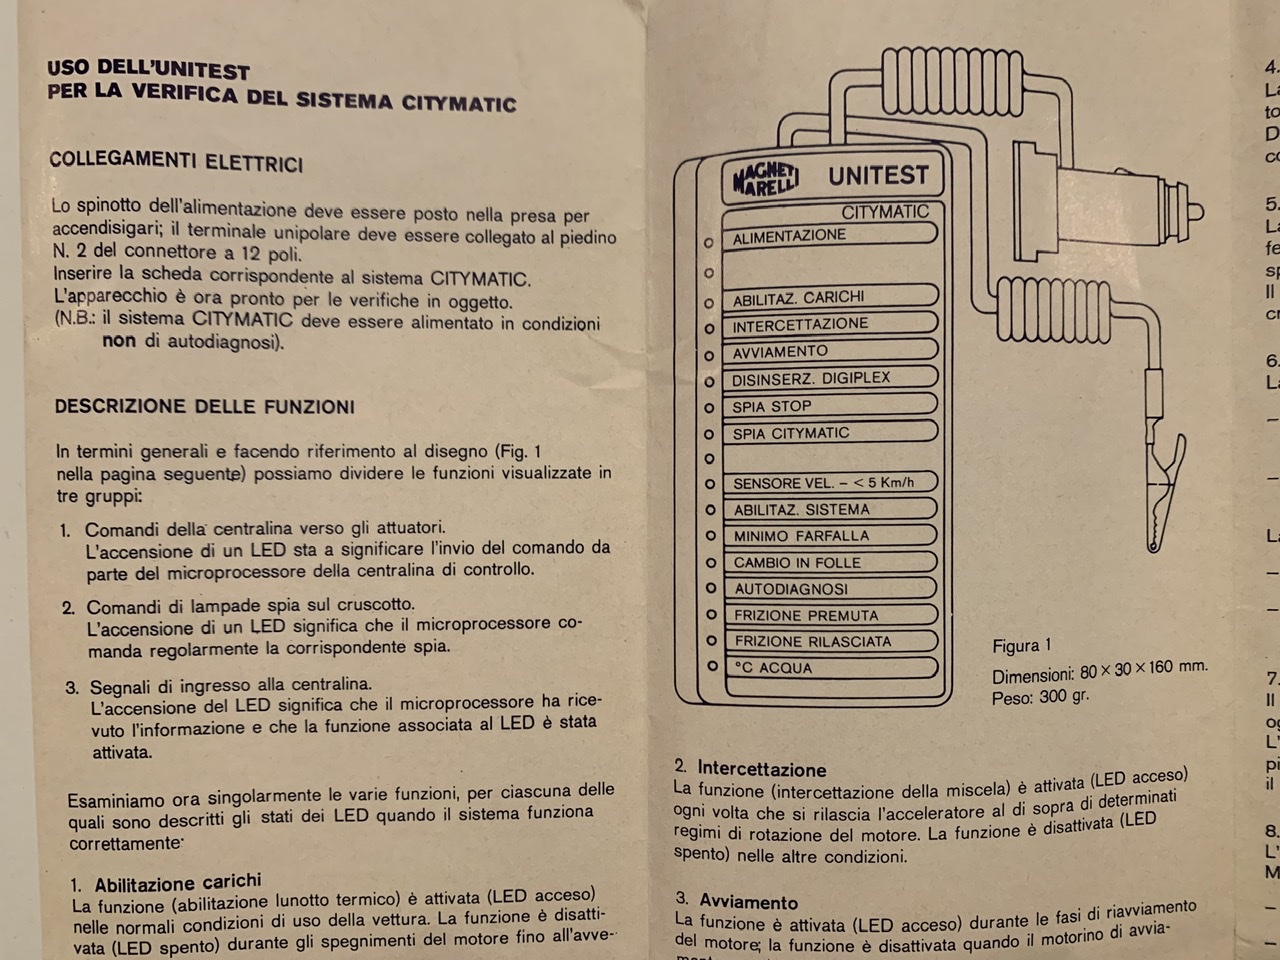 USO DELL'UNITEST
PER LA VERIFICA DEL SISTEMA CITYMATIC
COLLEGAMENTI ELETTRICI
Lo spinotto dell'alimentazione deve essere posto nella presa per
accendisigari; il terminale unipolare deve essere collegato al piedino
N. 2 del connettore a 12 poli.
Inserire la scheda corrispondente al sistema CITYMATIC.
L'apparecchio è ora pronto per le verifiche in oggetto.
(N.B.: il sistema CITYMATIC deve essere alimentato in condizioni
non di autodiagnosi).
DESCRIZIONE DELLE FUNZIONI
In termini generali e facendo riferimento al disegno (Fig. 1
nella pagina seguente) possiamo dividere le funzioni visualizzate in
tre gruppi:
1. Comandi della centralina verso gli attuatori.
L'accensione di un LED sta a significare l'invio del comando da
parte del microprocessore della centralina di controllo.
2. Comandi di lampade spia sul cruscotto.
L'accensione di un LED significa che il microprocessore co-
manda regolarmente la corrispondente spia.
3. Segnali di ingresso alla centralina.
L'accensione del LED significa che il microprocessore ha rice-
vuto l'informazione e che la funzione associata al LED è stata
attivata.
Esaminiamo ora singolarmente le varie funzioni, per ciascuna delle
quali sono descritti gli stati dei LED quando il sistema funziona
correttamente:
1. Abilitazione carichi
La funzione (abilitazione lunotto termico) è attivata (LED acceso)
nelle normali condizioni di uso della vettura. La funzione è disatti-
vata (LED spento) durante gli spegnimenti del motore fino all'avve-
MAGNETI
MARELLI
UNITEST
CITYMATIC
ALIMENTAZIONE
ABILITAZ. CARICHI
INTERCETTAZIONE
AVVIAMENTO
DISINSERZ. DIGIPLEX
SPIA STOP
SPIA CITYMATIC
SENSORE VEL. - < 5 Km/h
ABILITAZ. SISTEMA
MINIMO FARFALLA
CAMBIO IN FOLLE
AUTODIAGNOSI
FRIZIONE PREMUTA
FRIZIONE RILASCIATA
°C ACQUA
Figura 1
Dimensioni: 80 × 30 × 160 mm.
Peso: 300 gr.
2. Intercettazione
La funzione (intercettazione della miscela) è attivata (LED acceso)
ogni volta che si rilascia l'acceleratore al di sopra di determinati
regimi di rotazione del motore. La funzione è disattivata (LED
spento) nelle altre condizioni.
3. Avviamento
La funzione è attivata (LED acceso) durante le fasi di riavviamento
del motore; la funzione è disattivata quando il motorino di avvia-
4.
5.
6.
7.
Il
8.